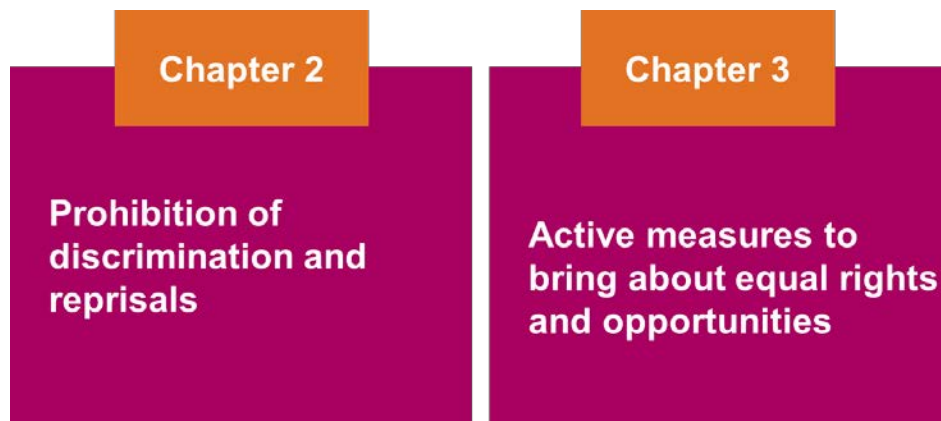 Chapter 2
Prohibition of
discrimination and
reprisals
Chapter 3
Active measures to
bring about equal rights
and opportunities